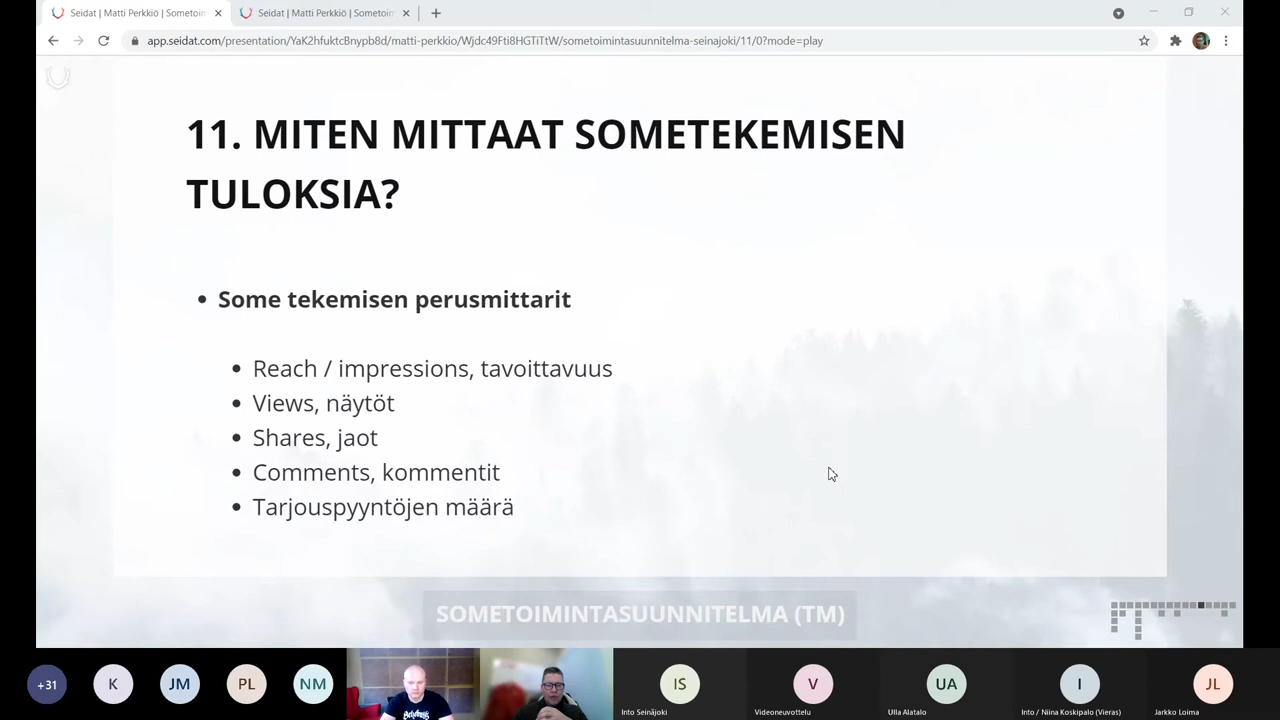 Seidat | Matti Perkkiö | Sometoim
Seidat | Matti Perkkiö | Sometoim
app.seidat.com/presentation/YaK2hfuktcBnypb8d/matti-perkkio/Wjdc49Fti8HGTiTtW/sometoimintasuunnitelma-seinajoki/11/0?mode=play
11. MITEN MITTAAT SOMETEKEMISEN
TULOKSIA?
Some tekemisen perusmittarit
Reach / impressions, tavoittavuus
Views, näytöt
Shares, jaot
Comments, kommentit
Tarjouspyyntöjen määrä
SOMETOIMINTASUUNNITELMA (TM)
+31
K
JM
PL
NM
IS
V
UA
I
JL
Into Seinäjoki
Videoneuvottelu
Ulla Alatalo
Into / Niina Koskipalo (Vieras)
Jarkko Loima